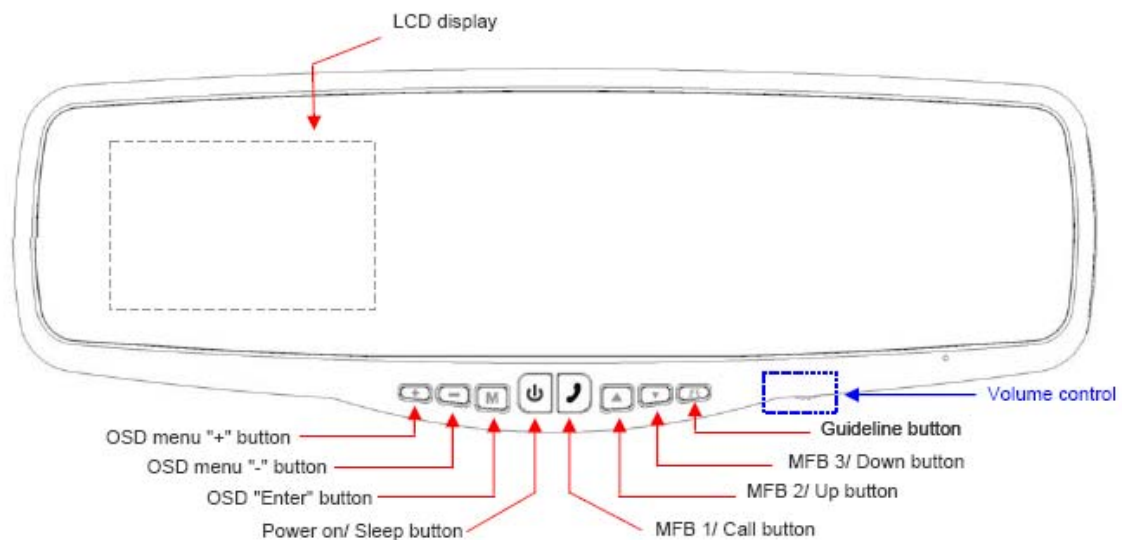 LCD display
+
−
M
Volume control
Guideline button
OSD menu "+" button
MFB 3/ Down button
OSD menu "-" button
MFB 2/ Up button
OSD "Enter" button
Power on/ Sleep button
MFB 1/ Call button